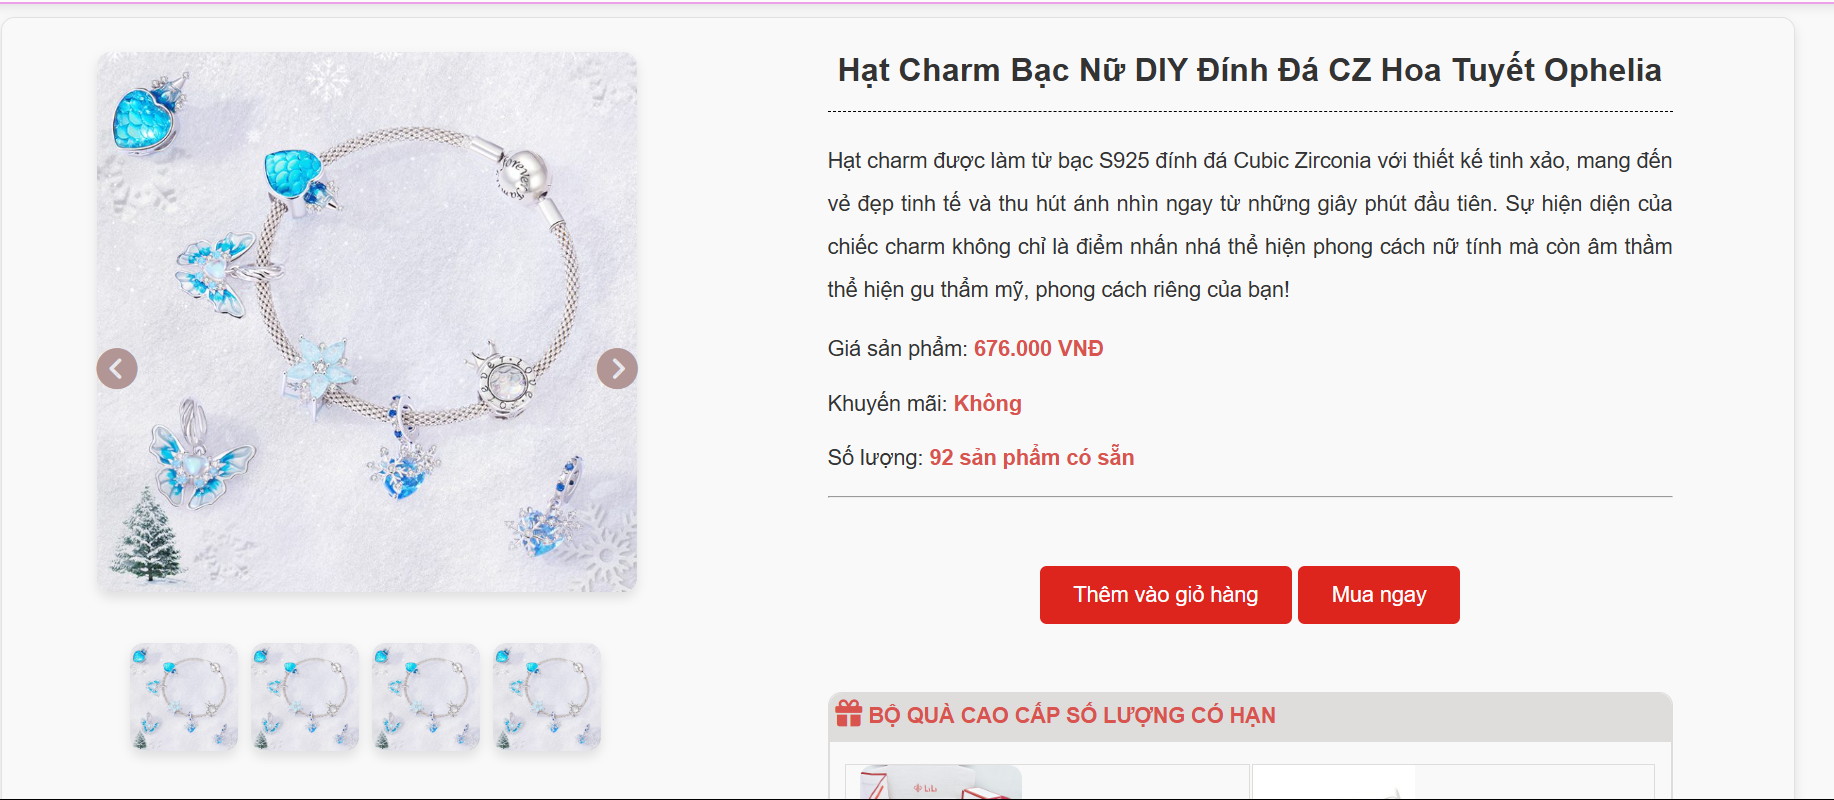 Hạt Charm Bạc Nữ DIY Đính Đá CZ Hoa Tuyết Ophelia
Hạt charm được làm từ bạc S925 đính đá Cubic Zirconia với thiết kế tinh xảo, mang đến
vẻ đẹp tinh tế và thu hút ánh nhìn ngay từ những giây phút đầu tiên. Sự hiện diện của
chiếc charm không chỉ là điểm nhấn nhá thể hiện phong cách nữ tính mà còn âm thầm
thể hiện gu thẩm mỹ, phong cách riêng của bạn!
Giá sản phẩm: 676.000 VNĐ
Khuyến mãi: Không
Số lượng: 92 sản phẩm có sẵn
Thêm vào giỏ hàng
Mua ngay
BỘ QUÀ CAO CẤP SỐ LƯỢNG CÓ HẠN
LiLi